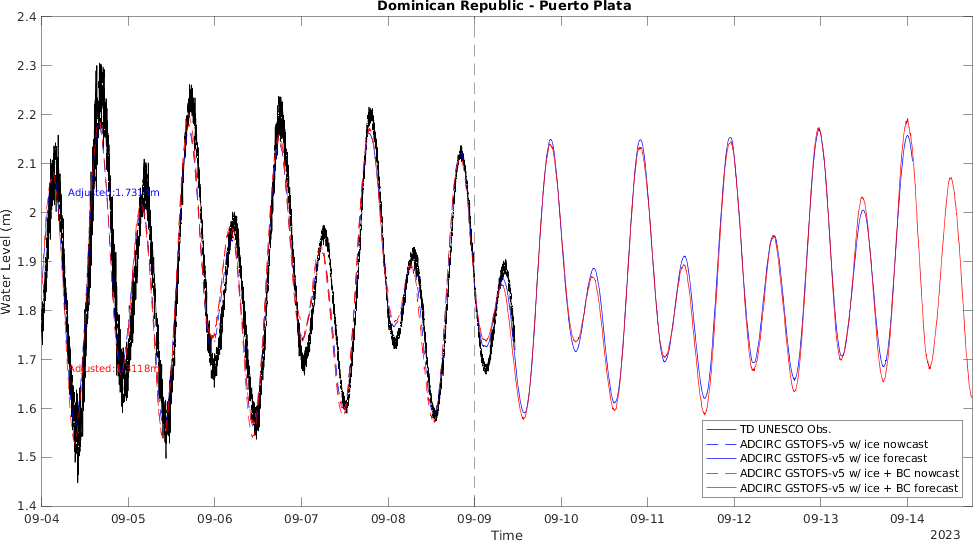 Dominican Republic - Puerto Plata
2.4
2.3
2.2
2.1
2
1.9
1.8
1.7
1.6
1.5
1.4
Water Level (m)
Adjusted:
Adjusted:
TD UNESCO Obs.
ADCIRC GSTOFS-v5 w/ ice nowcast
ADCIRC GSTOFS-v5 w/ ice forecast
ADCIRC GSTOFS-v5 w/ ice + BC nowcast
ADCIRC GSTOFS-v5 w/ ice + BC forecast
09-04 09-05 09-06 09-07 09-08 09-09 09-10 09-11 09-12 09-13 09-14
Time
2023